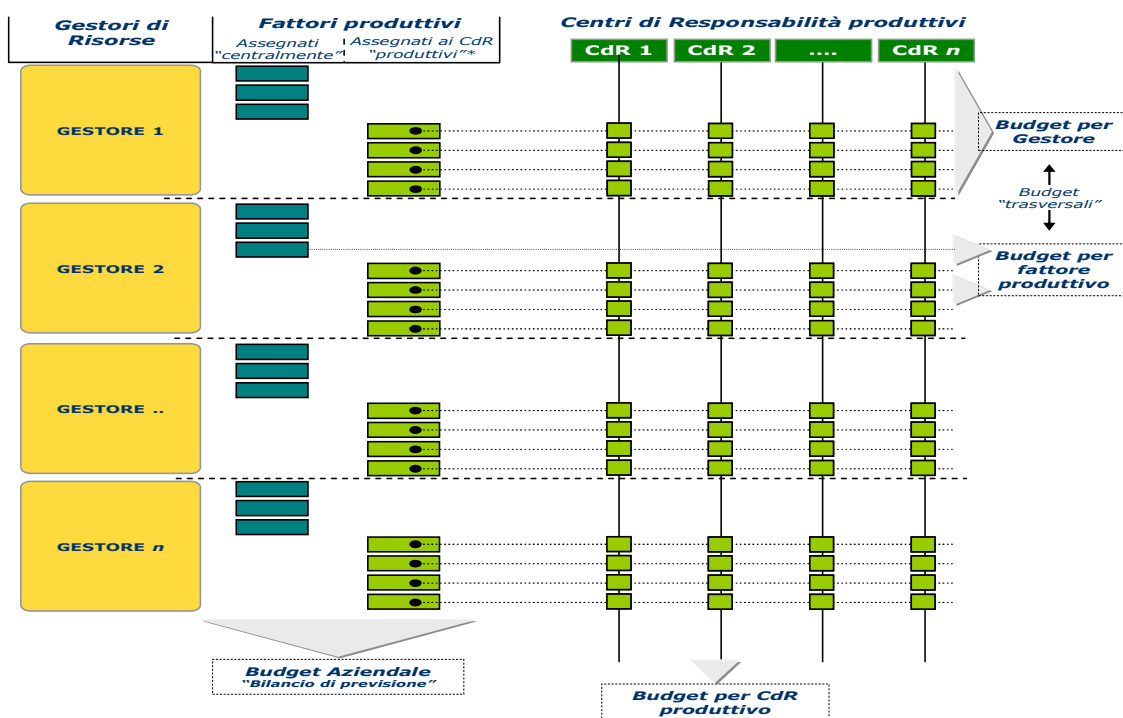 Gestori di
Risorse
Fattori produttivi
Assegnati
“centralmente”
Assegnati ai CdR
“produttivi”*
Centri di Responsabilità produttivi
CdR 1
CdR 2
....
CdR n
GESTORE 1
Budget per
Gestore
Budget
“trasversali”
GESTORE 2
Budget per
fattore
produttivo
GESTORE ..
GESTORE n
Budget Aziendale
“Bilancio di previsione”
Budget per CdR
produttivo